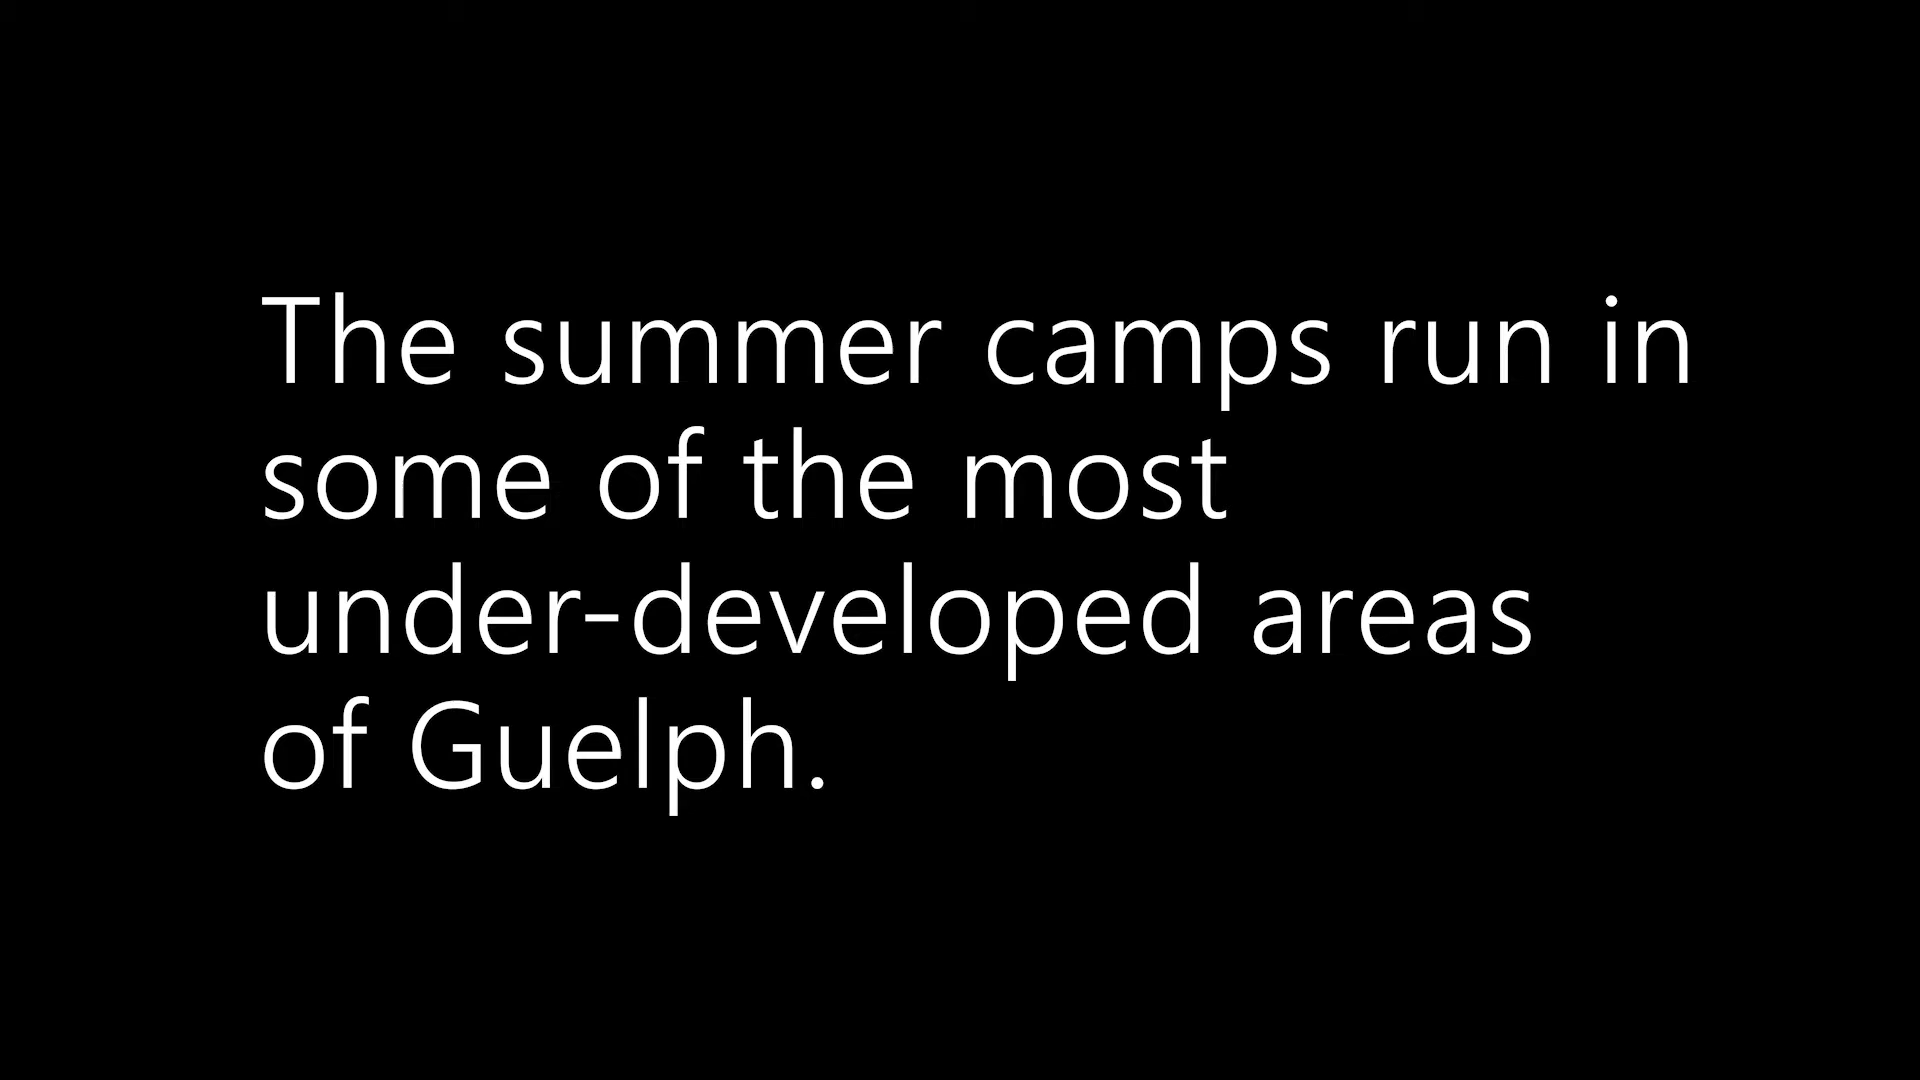 The summer camps run in
some of the most
under-developed areas
of Guelph.